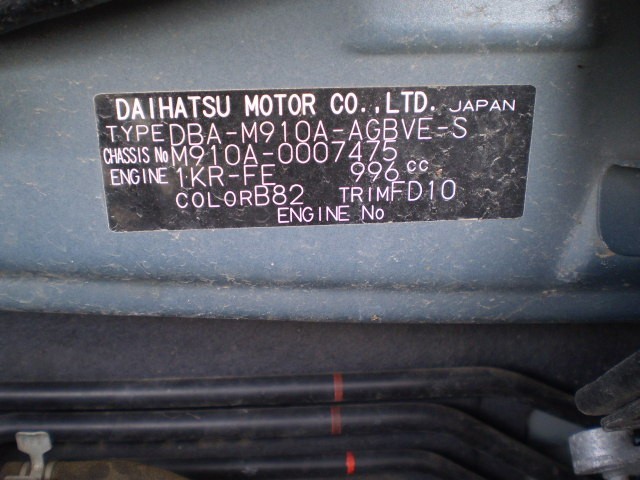 DAIHATSU MOTOR CO.,LTD. JAPAN
TYPE DBA-M910A-AGBVE-S
CHASSIS No M910A-0007475
ENGINE 1KR-FE 996 cc
COLOR B82 TRIM FD10
ENGINE No